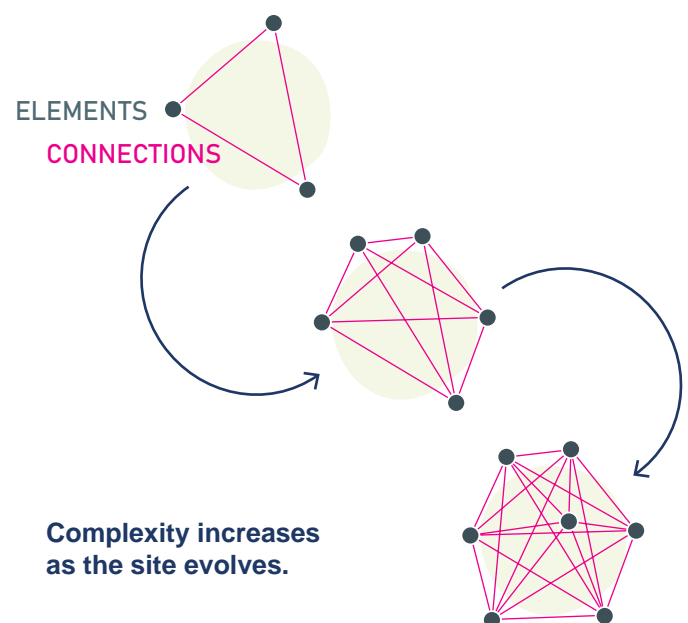 ELEMENTS
CONNECTIONS
Complexity increases
as the site evolves.